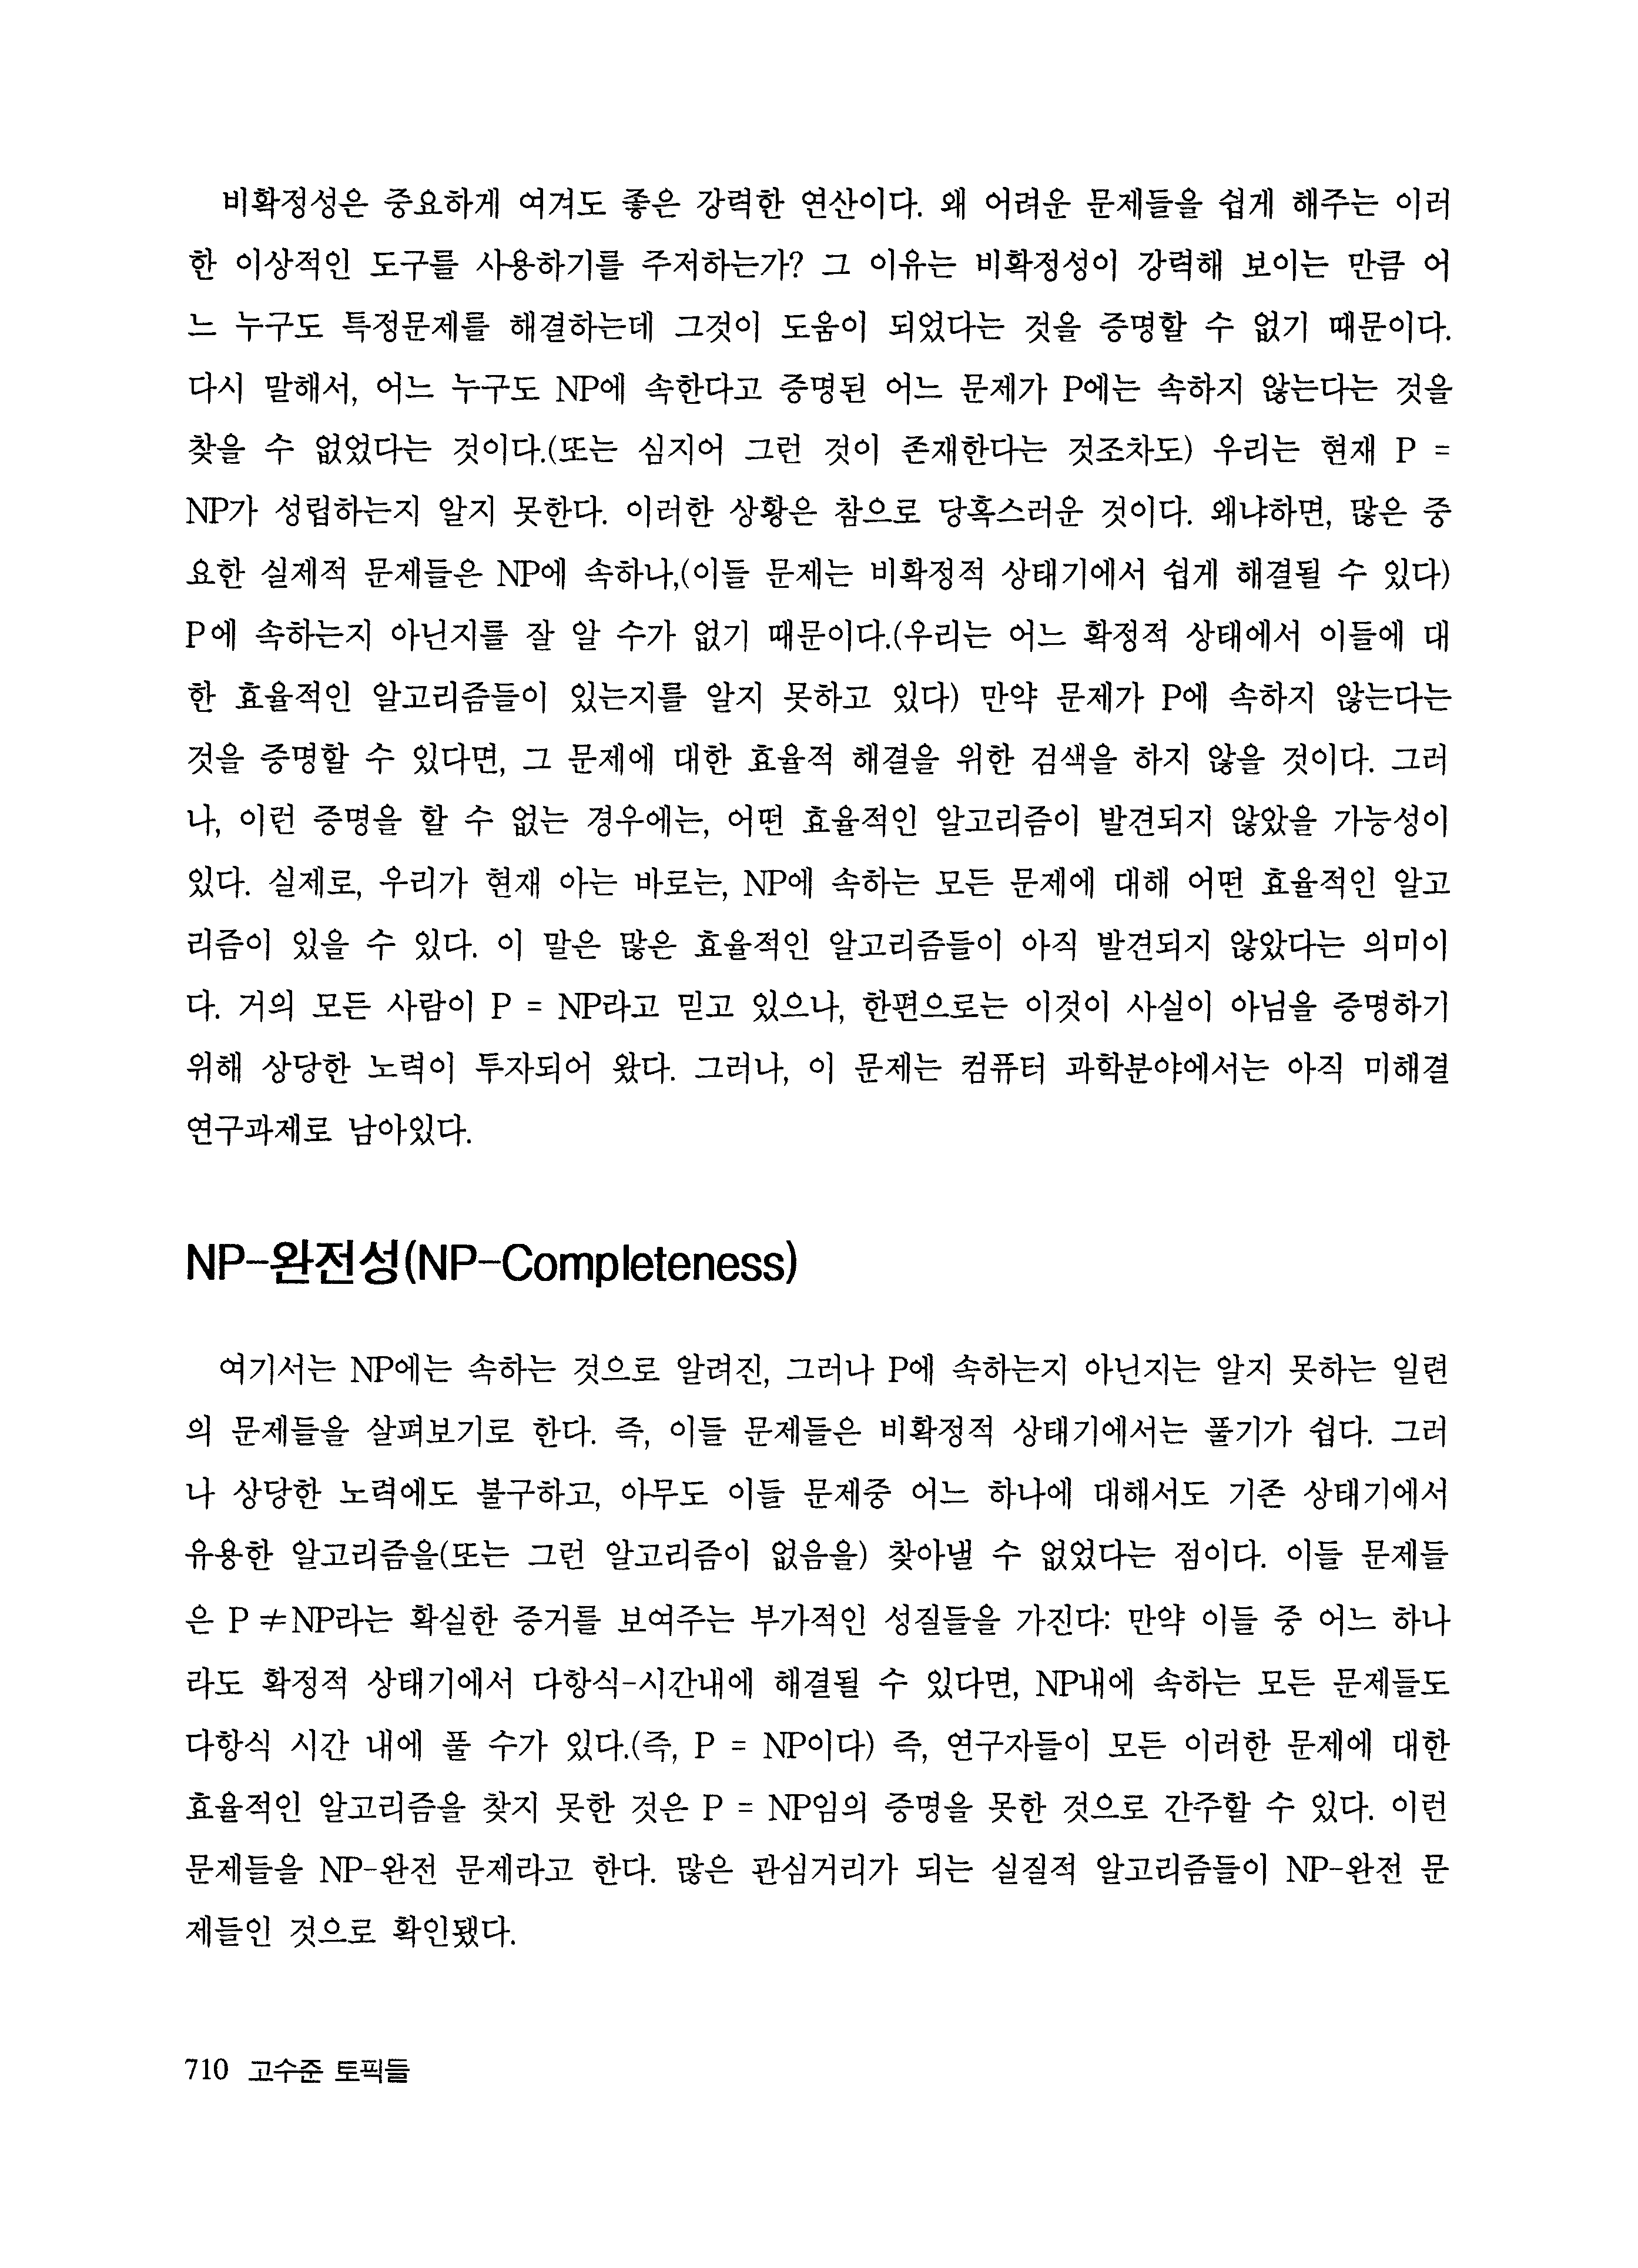 비확정성은 중요하게 여겨도 좋은 강력한 연산이다. 왜 어려운 문제들을 쉽게 해주는 이러
한 이상적인 도구를 사용하기를 주저하는가? 그 이유는 비확정성이 강력해 보이는 만큼 어
느 누구도 특정문제를 해결하는데 그것이 도움이 되었다는 것을 증명할 수 없기 때문이다.
다시 말해서, 어느 누구도 NP에 속한다고 증명된 어느 문제가 P에는 속하지 않는다는 것을
찾을 수 없었다는 것이다.(또는 심지어 그런 것이 존재한다는 것조차도) 우리는 현재 P =
NP가 성립하는지 알지 못한다. 이러한 상황은 참으로 당혹스러운 것이다. 왜냐하면, 많은 중
요한 실제적 문제들은 NP에 속하나,(이들 문제는 비확정적 상태기에서 쉽게 해결될 수 있다)
P에 속하는지 아닌지를 잘 알 수가 없기 때문이다.(우리는 어느 확정적 상태에서 이들에 대
한 효율적인 알고리즘들이 있는지를 알지 못하고 있다) 만약 문제가 P에 속하지 않는다는
것을 증명할 수 있다면, 그 문제에 대한 효율적 해결을 위한 검색을 하지 않을 것이다. 그러
나, 이런 증명을 할 수 없는 경우에는, 어떤 효율적인 알고리즘이 발견되지 않았을 가능성이
있다. 실제로, 우리가 현재 아는 바로는, NP에 속하는 모든 문제에 대해 어떤 효율적인 알고
리즘이 있을 수 있다. 이 말은 많은 효율적인 알고리즘들이 아직 발견되지 않았다는 의미이
다. 거의 모든 사람이 P = NP라고 믿고 있으나, 한편으로는 이것이 사실이 아님을 증명하기
위해 상당한 노력이 투자되어 왔다. 그러나, 이 문제는 컴퓨터 과학분야에서는 아직 미해결
연구과제로 남아있다.
NP-완전성(NP-Completeness)
여기서는 NP에는 속하는 것으로 알려진, 그러나 P에 속하는지 아닌지는 알지 못하는 일련
의 문제들을 살펴보기로 한다. 즉, 이들 문제들은 비확정적 상태기에서는 풀기가 쉽다. 그러
나 상당한 노력에도 불구하고, 아무도 이들 문제중 어느 하나에 대해서도 기존 상태기에서
유용한 알고리즘을(또는 그런 알고리즘이 없음을) 찾아낼 수 없었다는 점이다. 이들 문제들
은 P ≠NP라는 확실한 증거를 보여주는 부가적인 성질들을 가진다: 만약 이들 중 어느 하나
라도 확정적 상태기에서 다항식-시간내에 해결될 수 있다면, NP내에 속하는 모든 문제들도
다항식 시간 내에 풀 수가 있다.(즉, P = NP이다) 즉, 연구자들이 모든 이러한 문제에 대한
효율적인 알고리즘을 찾지 못한 것은 P = NP임의 증명을 못한 것으로 간주할 수 있다. 이런
문제들을 NP-완전 문제라고 한다. 많은 관심거리가 되는 실질적 알고리즘들이 NP-완전 문
제들인 것으로 확인됐다.
710 고수준 토픽들